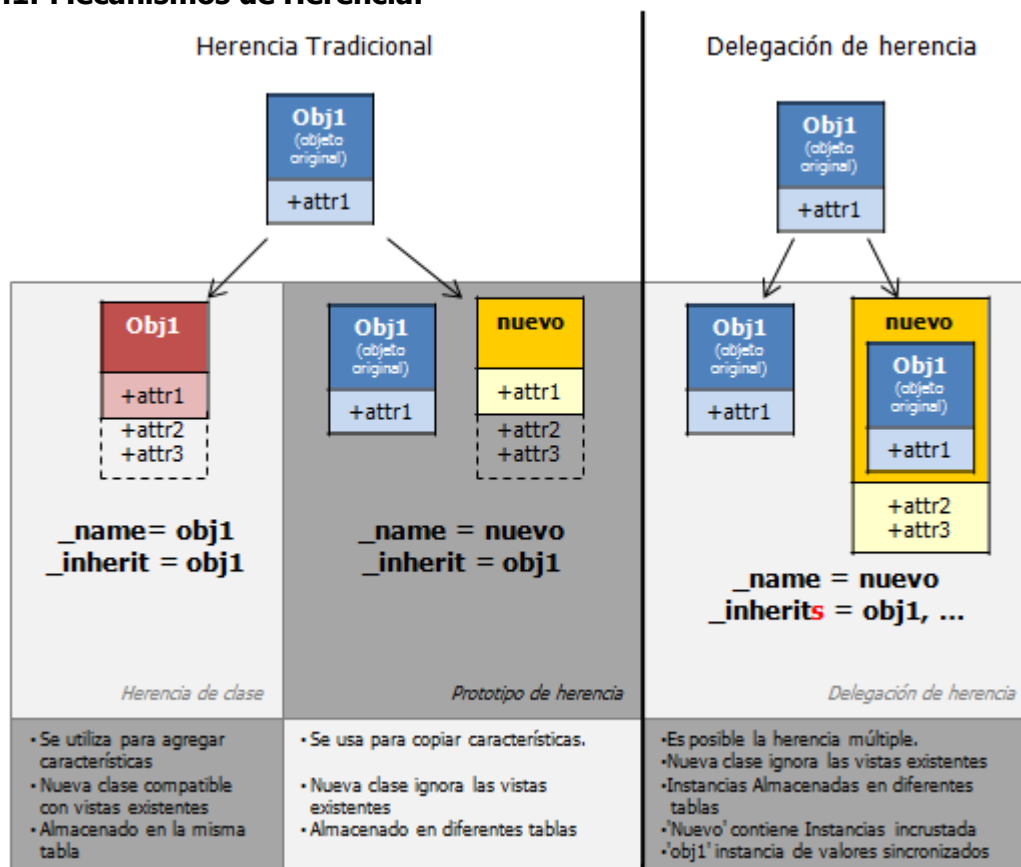 Mecanismos de Herencia.
Herencia Tradicional
Delegación de herencia
Obj1
(objeto
original)
+attr1
Obj1
(objeto
original)
+attr1
Obj1
+attr1
+attr2
+attr3
_name= obj1
_inherit = obj1
Herencia de clase
Obj1
(objeto
original)
+attr1
nuevo
+attr1
+attr2
+attr3
_name = nuevo
_inherit = obj1
Prototipo de herencia
Obj1
(objeto
original)
+attr1
nuevo
Obj1
(objeto
original)
+attr1
+attr2
+attr3
_name = nuevo
_inherits = obj1, ...
Delegación de herencia
• Se utiliza para agregar
características
• Nueva clase compatible
con vistas existentes
• Almacenado en la misma
tabla
• Se usa para copiar características.
• Nueva clase ignora las vistas
existentes
• Almacenado en diferentes tablas
•Es posible la herencia múltiple.
•Nueva clase ignora las vistas existentes
•Instancias Almacenadas en diferentes
tablas
•'Nuevo' contiene Instancias incrustada
•'obj1' instancia de valores sincronizados